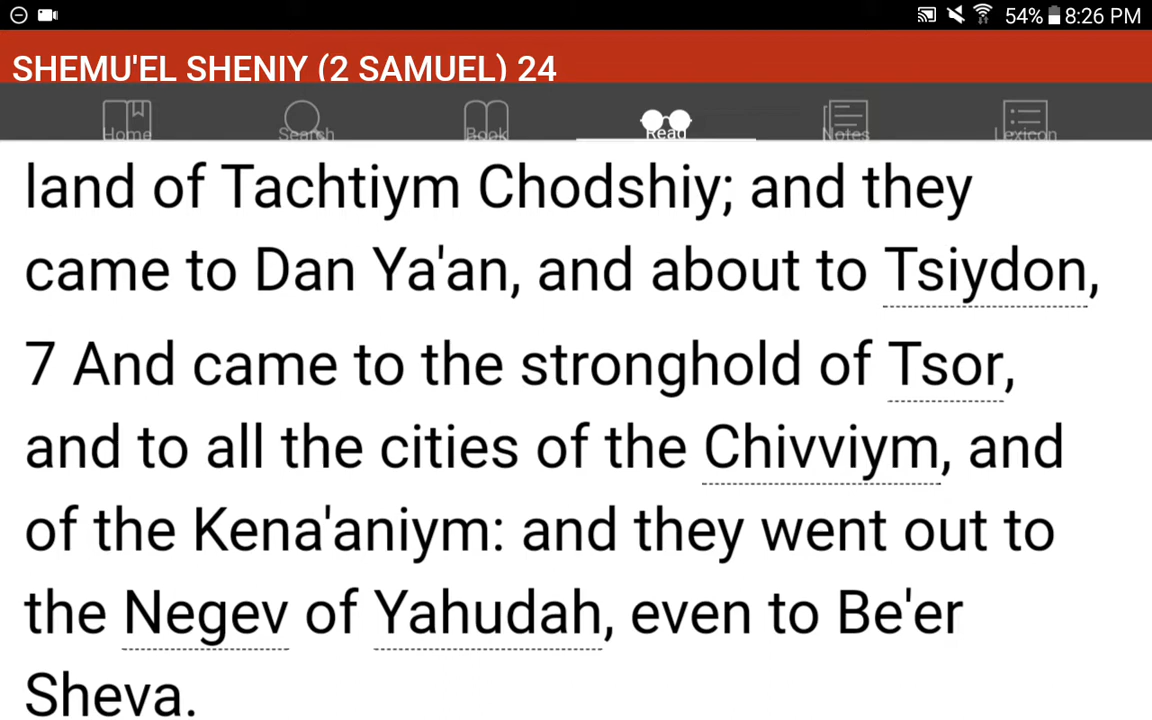 54% 8:26 PM
SHEMU'EL SHENIY (2 SAMUEL) 24
Home Search Book Read Notes Lexicon
land of Tachtiym Chodshiy; and they
came to Dan Ya'an, and about to Tsiydon,
7 And came to the stronghold of Tsor,
and to all the cities of the Chivviym, and
of the Kena'aniym: and they went out to
the Negev of Yahudah, even to Be'er
Sheva.